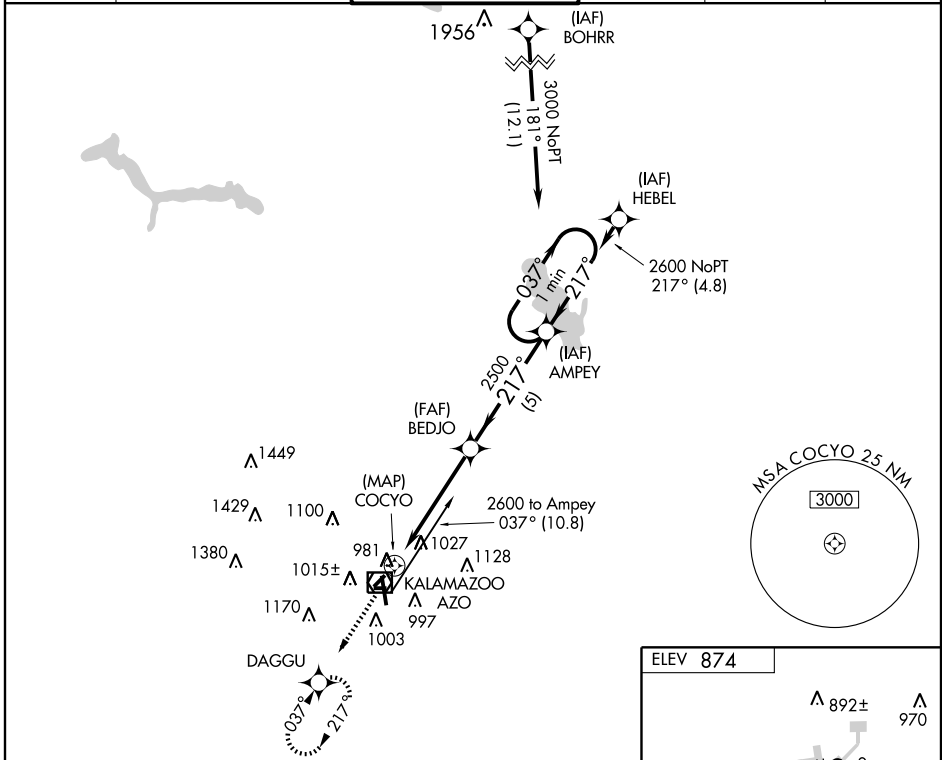 1956
(IAF)
BOHRR
3000 NoPT
181°
(12.1)
(IAF)
HEBEL
2600 NoPT
217° (4.8)
037°
1 min
217°
(IAF)
AMPEY
2500
217°
(5)
(FAF)
BEDJO
1449
(MAP)
COCYO
1429
1100
2600 to Ampey
037° (10.8)
1380
981
1027
1128
1015±
KALAMAZOO
AZO
1170
997
1003
DAGGU
037°
217°
MSA COCYO 25 NM
3000
ELEV 874
892±
970